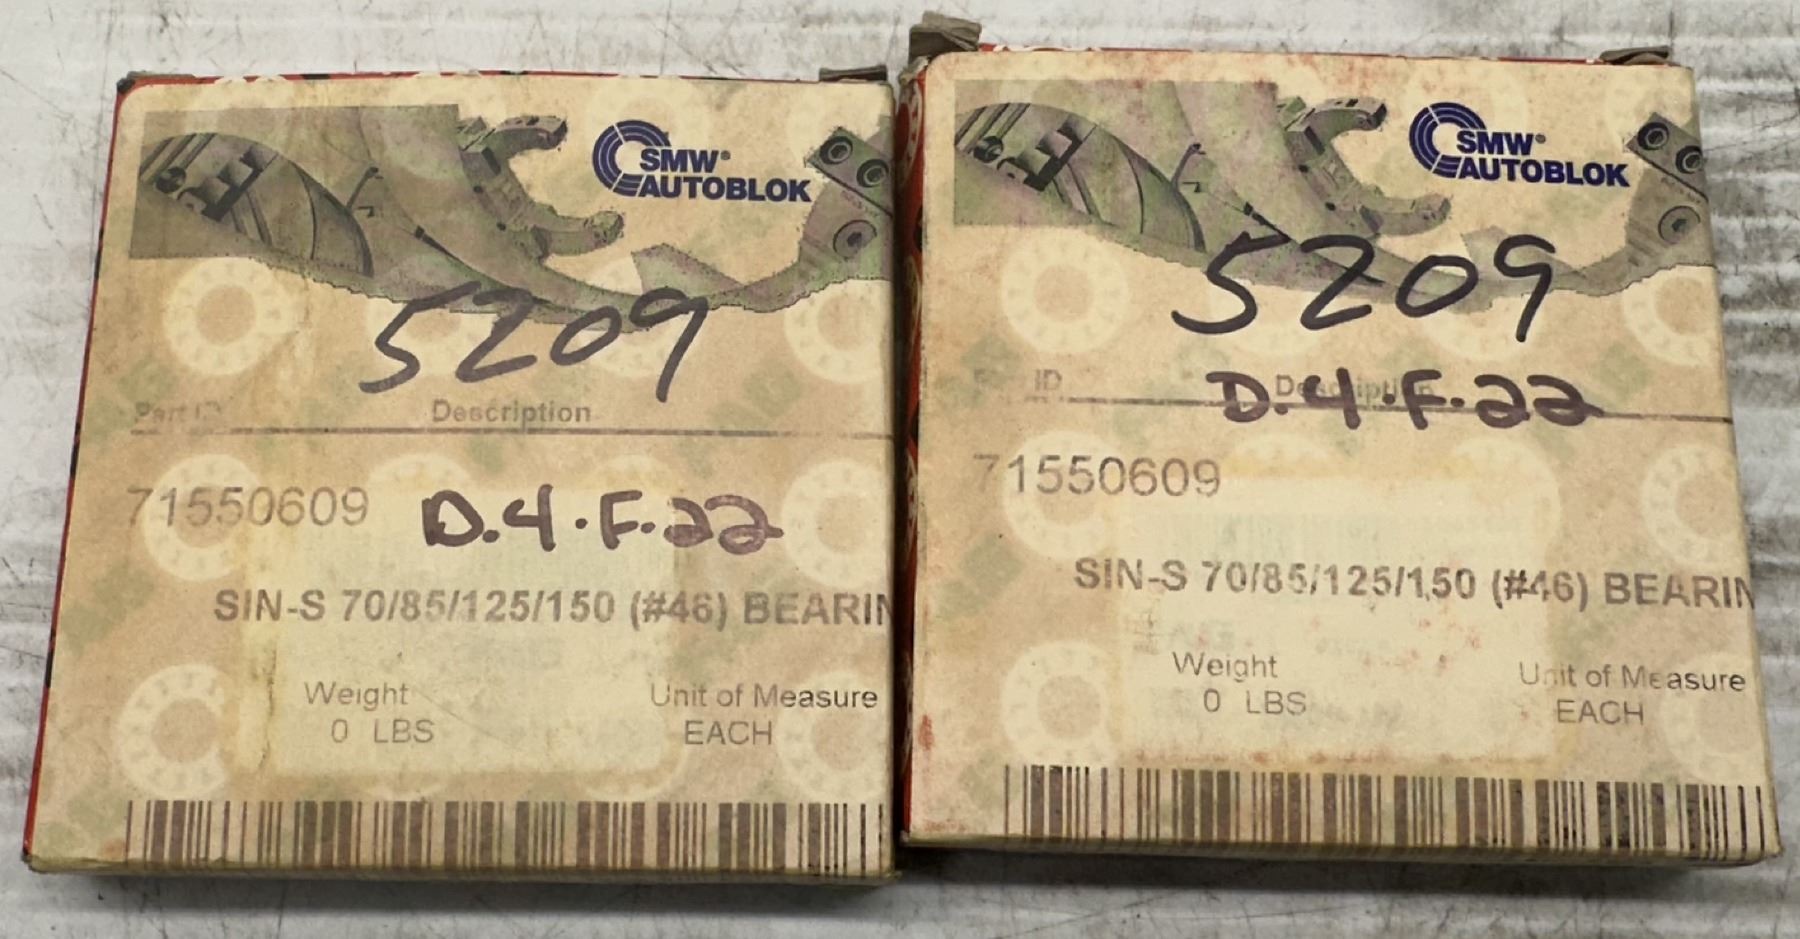 SMW®
AUTOBLOK
5209
Part ID Description
71550609 D.4.F.22
SIN-S 70/85/125/150 (#46) BEARIN
Weight Unit of Measure
0 LBS EACH
SMW®
AUTOBLOK
5209
Part ID Description
D.4.F.22
71550609
SIN-S 70/85/125/150 (#46) BEARIN
Weight Unit of Measure
0 LBS EACH